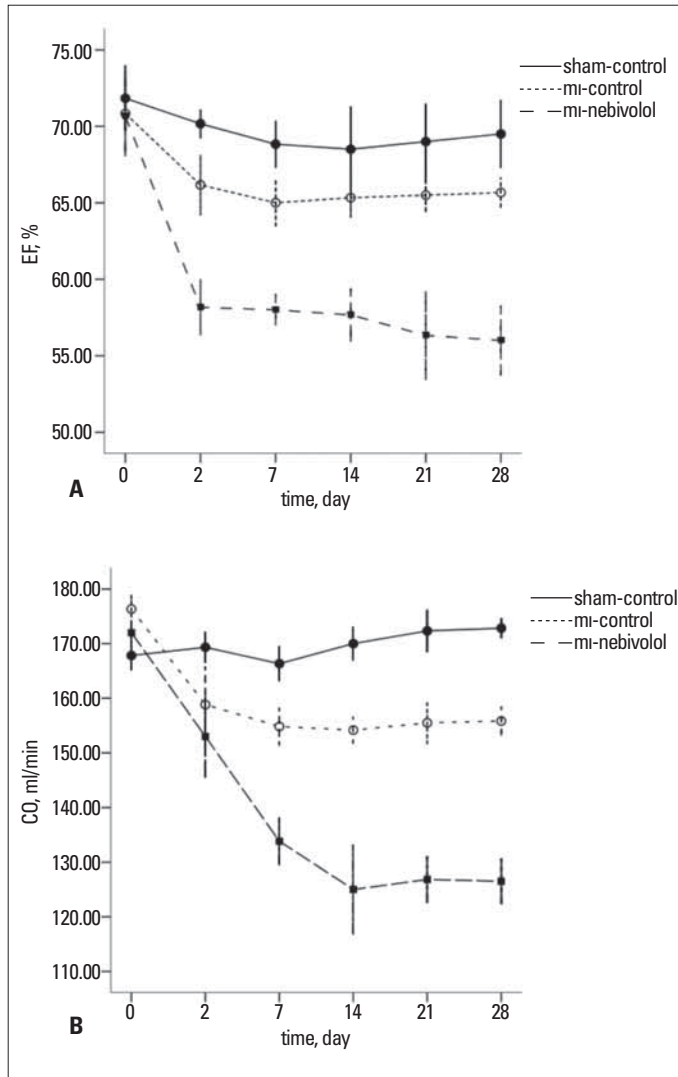 75.00
70.00
65.00
60.00
55.00
50.00
EF, %
sham-control
mı-control
mı-nebivolol
0 2 7 14 21 28
A
time, day
180.00
170.00
160.00
150.00
140.00
130.00
120.00
110.00
CO, ml/min
sham-control
mı-control
mı-nebivolol
0 2 7 14 21 28
B
time, day